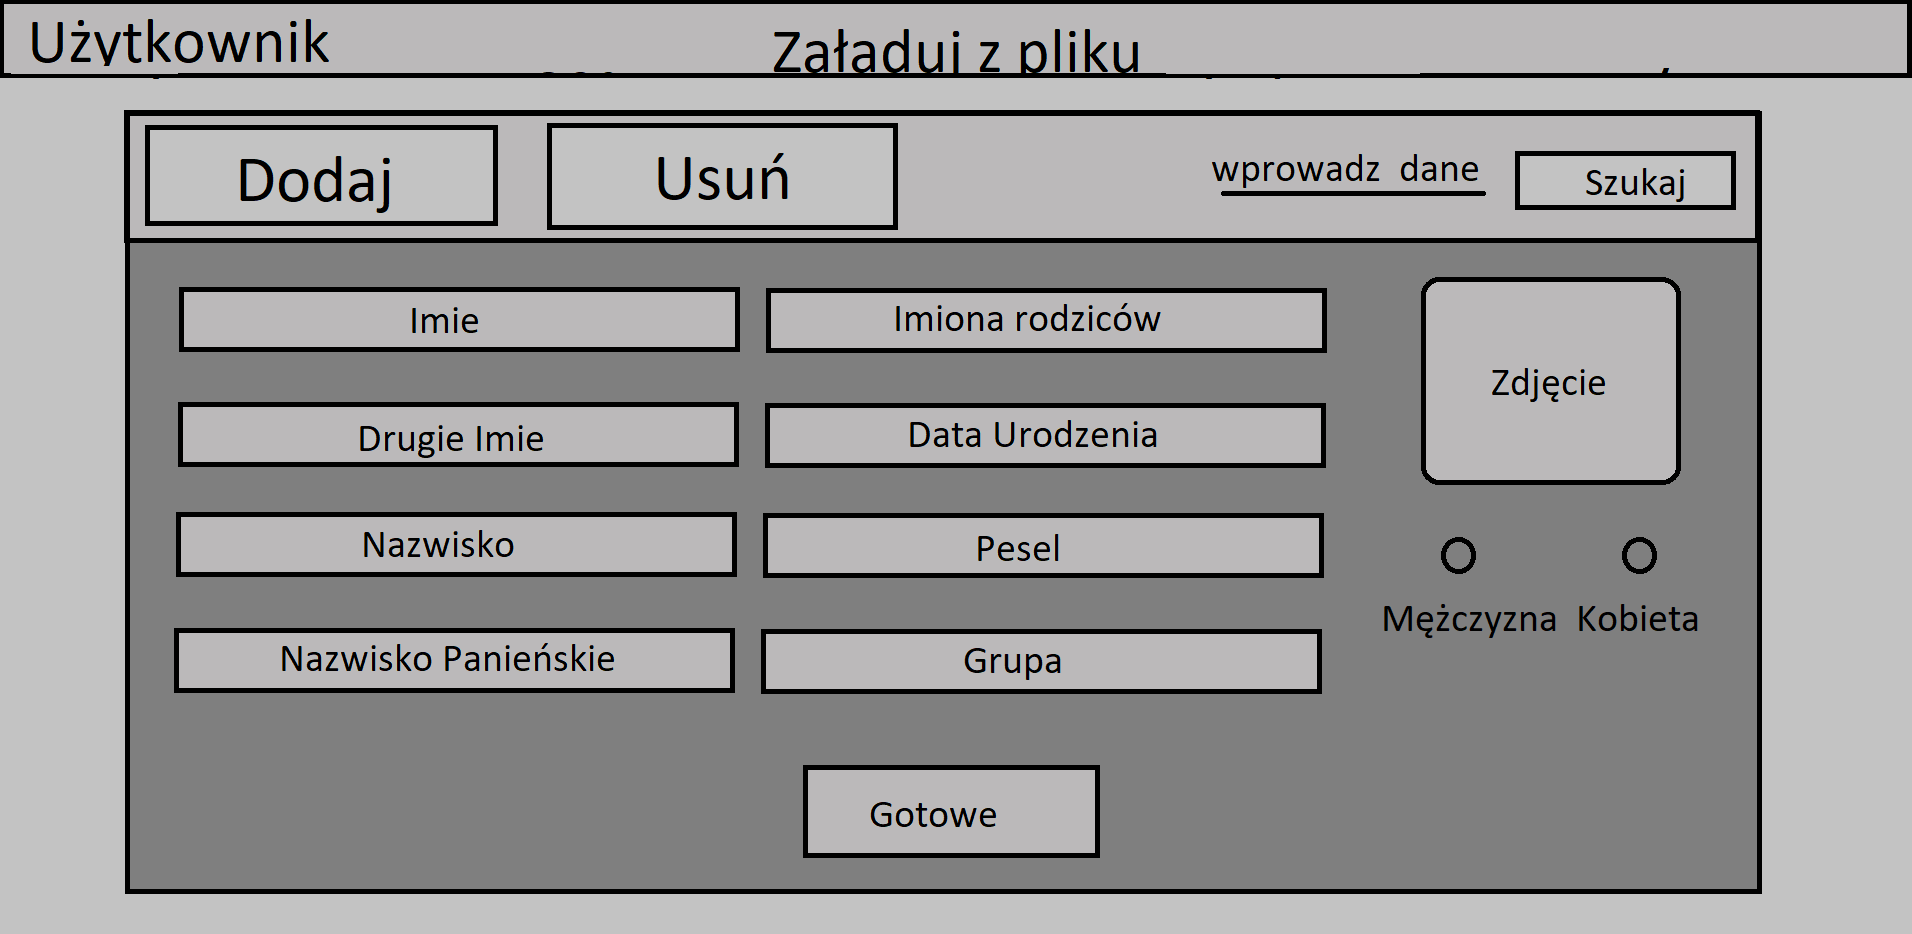 Użytkownik
Załaduj z pliku
Dodaj
Usuń
wprowadz dane
Szukaj
Imie
Imiona rodziców
Zdjęcie
Drugie Imie
Data Urodzenia
Nazwisko
Pesel
Mężczyzna
Kobieta
Nazwisko Panieńskie
Grupa
Gotowe